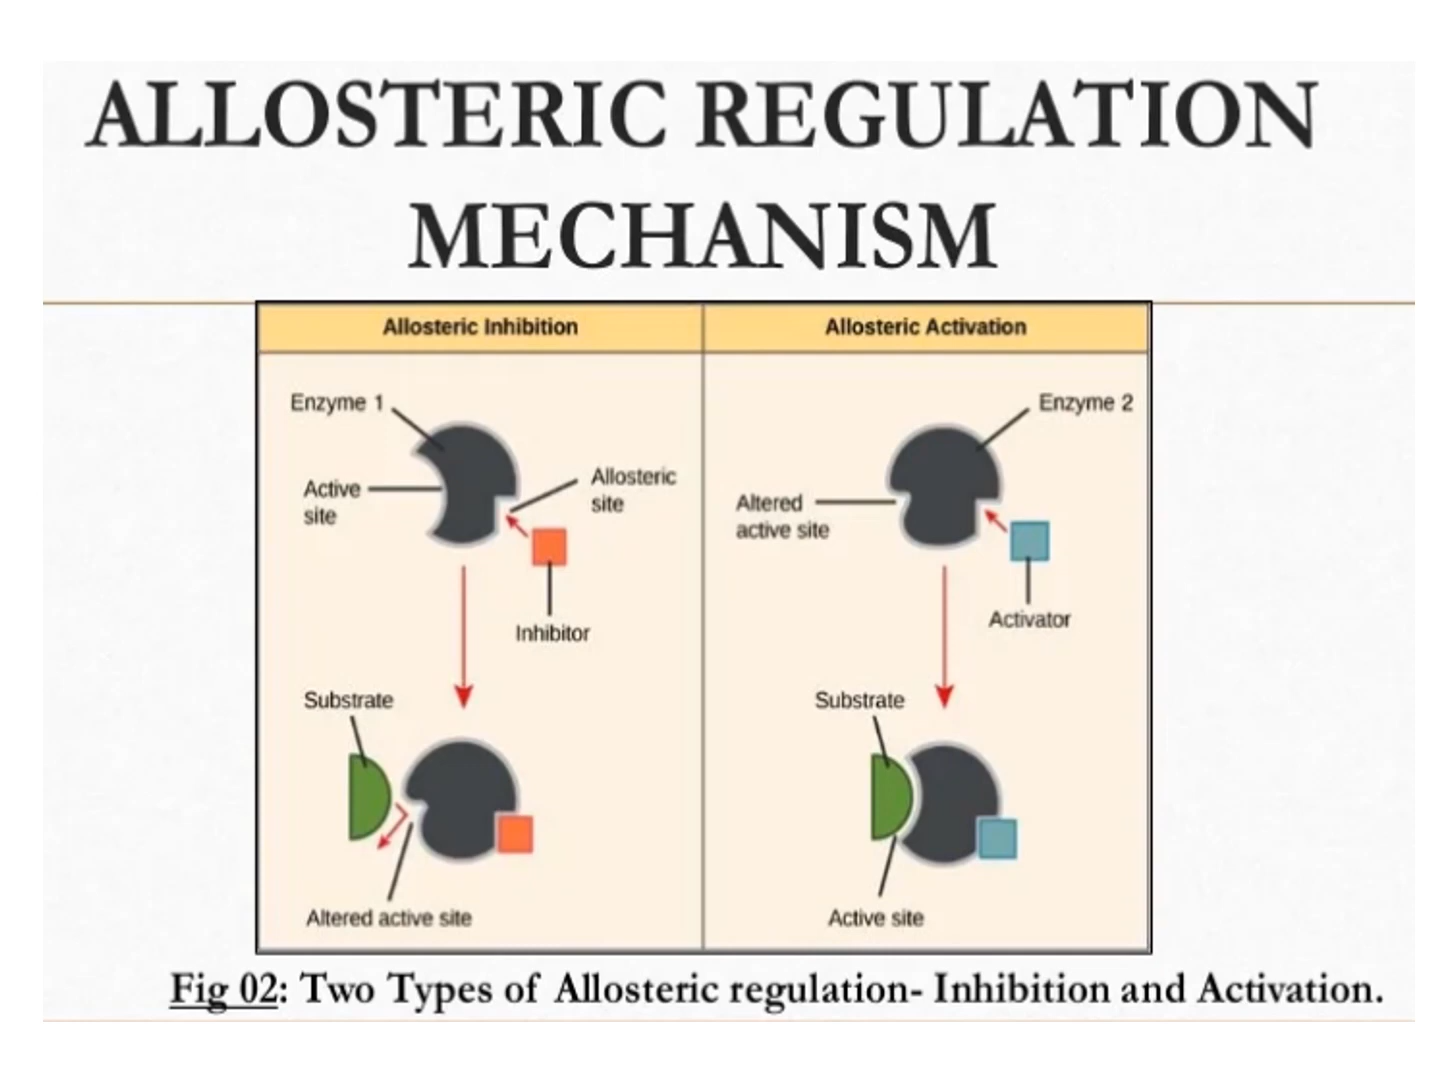 ALLOSTERIC REGULATION
MECHANISM
Allosteric Inhibition
Enzyme 1
Active
site
Allosteric
site
Inhibitor
Substrate
Altered active site
Allosteric Activation
Enzyme 2
Altered
active site
Activator
Substrate
Active site
Fig 02: Two Types of Allosteric regulation- Inhibition and Activation.